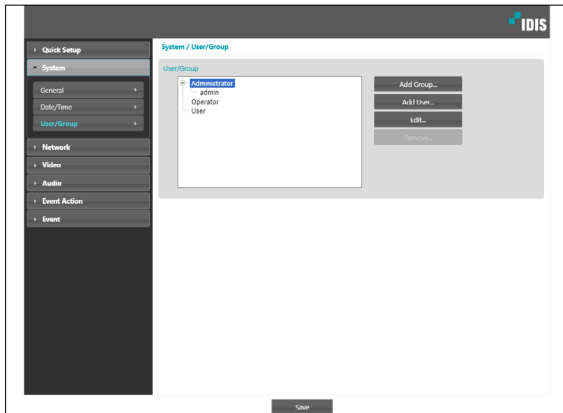 IDIS
Quick Setup
System
General
Date/Time
User/Group
Network
Video
Audio
Event Action
Event
System / User/Group
User/Group
Administrator
admin
Operator
User
Add Group...
Add User...
Edit...
Remove...
Save